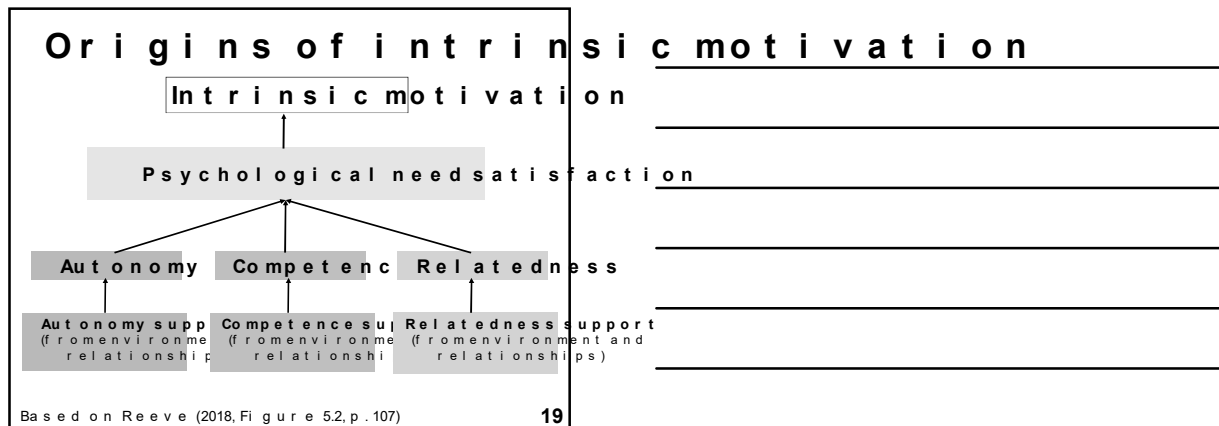 Origins of intrinsic motivation
Intrinsic motivation
Psychological need satisfaction
Autonomy Competenc Relatedness
Autonomy supp Competence su Relatedness support
(from environme (from environme (from environment and
relationship relationshi relationships)
Based on Reeve (2018, Figure 5.2, p. 107) 19